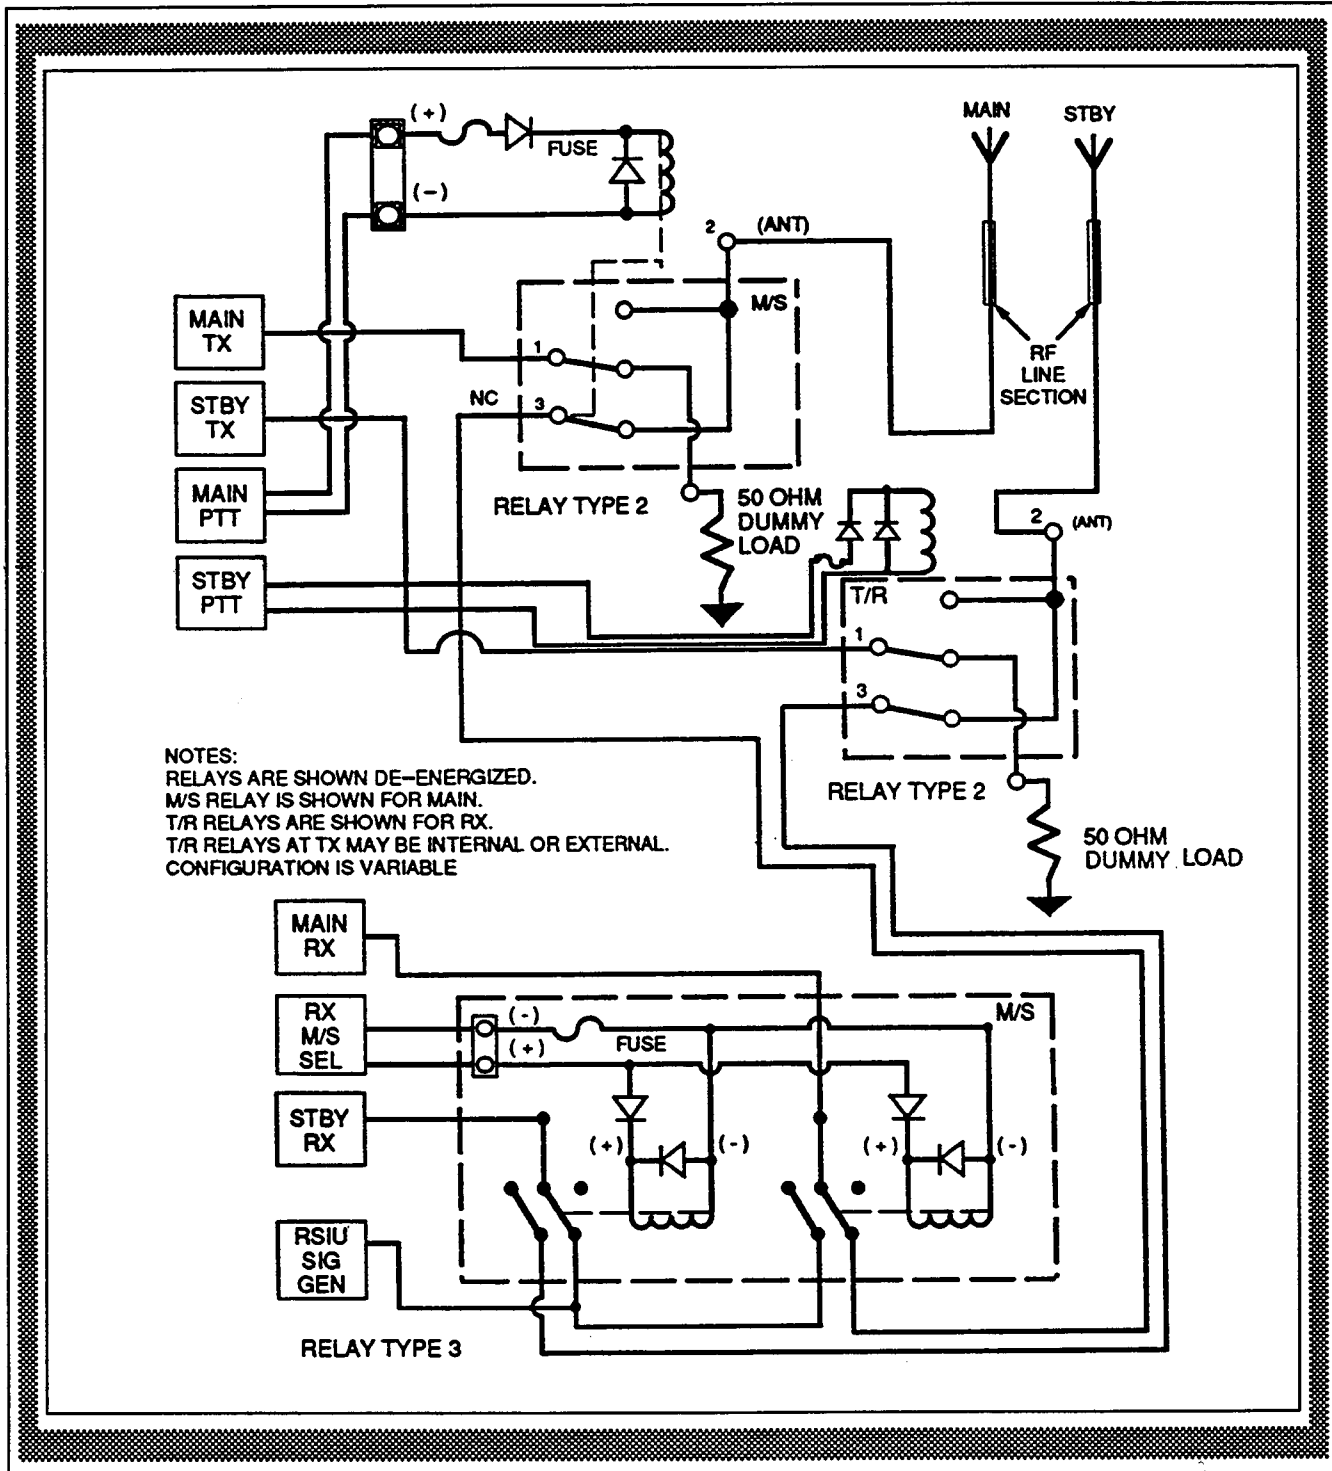 MAIN
STBY
(+)
FUSE
(-)
2
(ANT)
M/S
MAIN
TX
1
RF
LINE
SECTION
STBY
TX
NC
3
MAIN
PTT
RELAY TYPE 2
50 OHM
DUMMY
LOAD
2
(ANT)
STBY
PTT
T/R
1
3
NOTES:
RELAYS ARE SHOWN DE-ENERGIZED.
M/S RELAY IS SHOWN FOR MAIN.
T/R RELAYS ARE SHOWN FOR RX.
T/R RELAYS AT TX MAY BE INTERNAL OR EXTERNAL.
CONFIGURATION IS VARIABLE
RELAY TYPE 2
50 OHM
DUMMY LOAD
MAIN
RX
RX
M/S
SEL
(-)
(+)
FUSE
M/S
STBY
RX
(+)
(-)
(+)
(-)
RSIU
SIG
GEN
RELAY TYPE 3